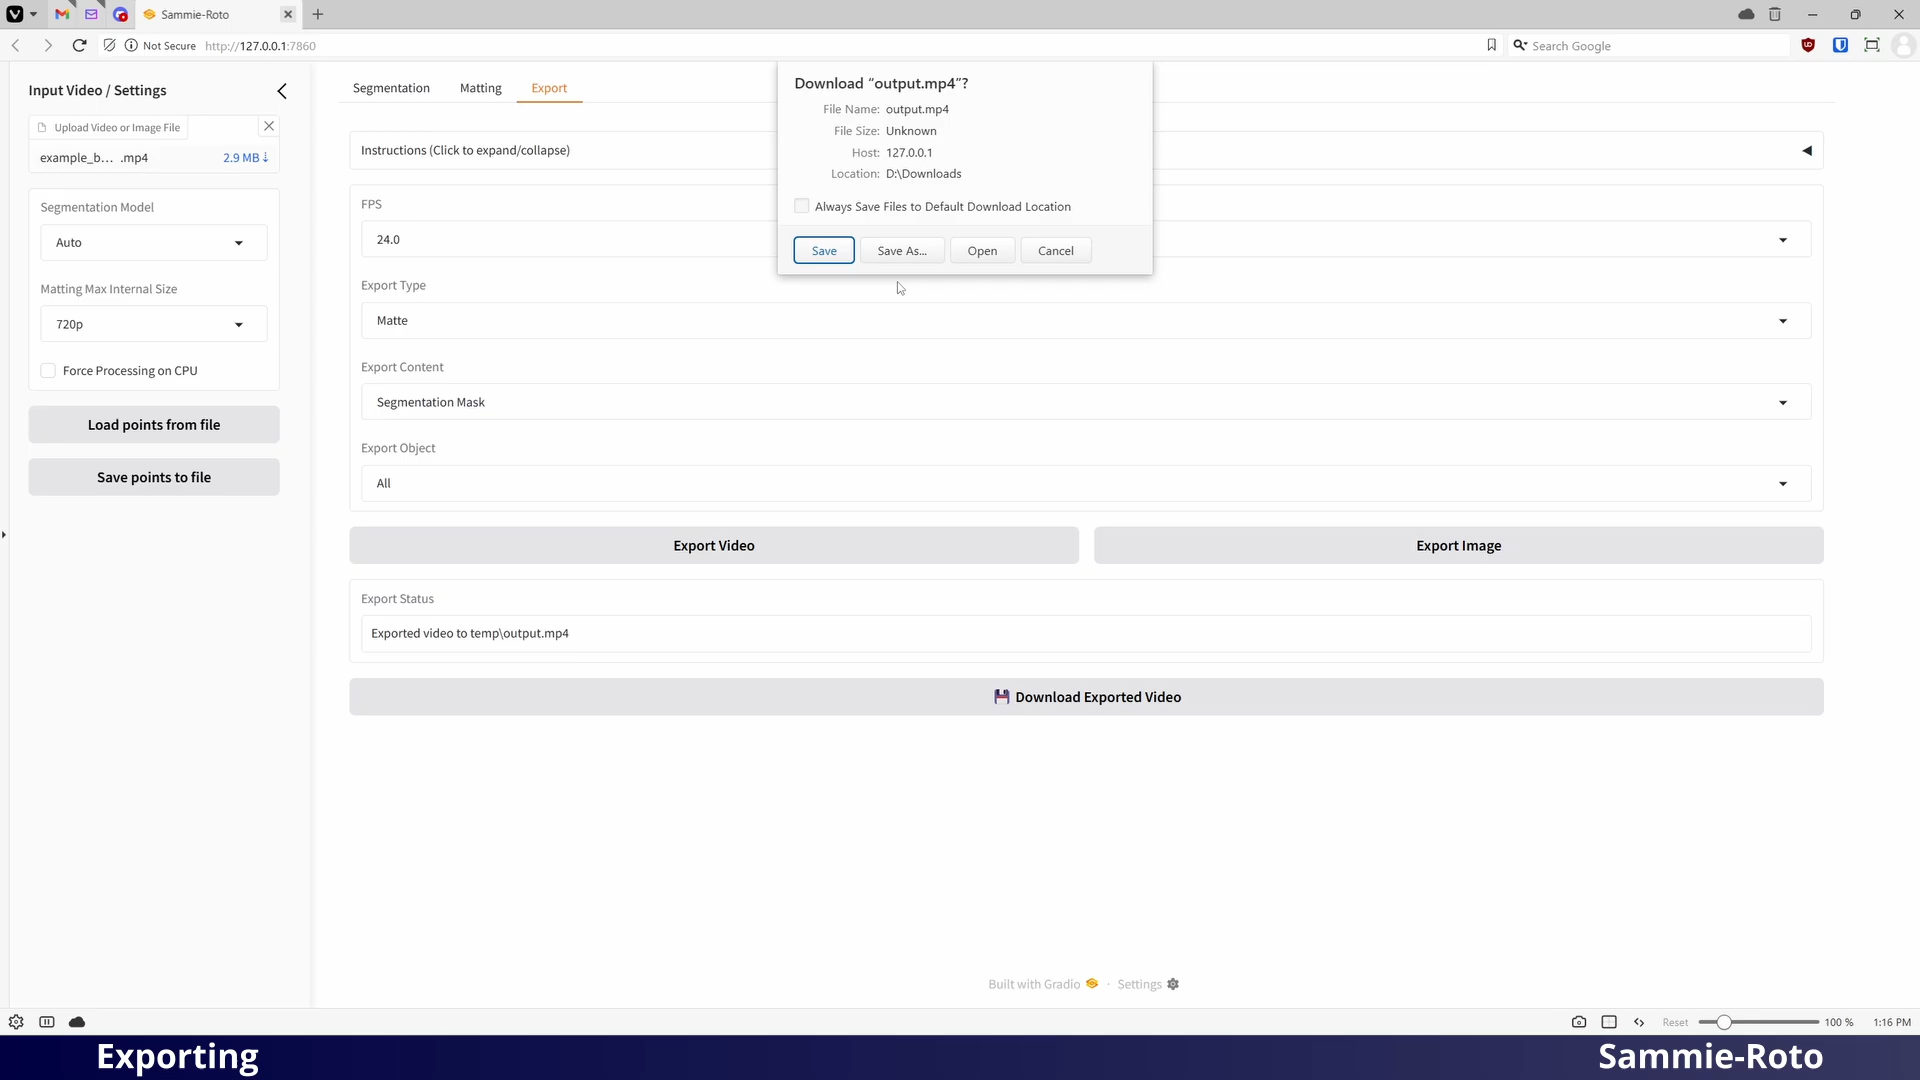 Sammie-Roto
Not Secure http://127.0.0.1:7860
Search Google
Input Video / Settings
Upload Video or Image File
example_b... .mp4 2.9 MB↓
Segmentation Model
Auto
Matting Max Internal Size
720p
Force Processing on CPU
Load points from file
Save points to file
Segmentation Matting Export
Download “output.mp4”?
File Name: output.mp4
File Size: Unknown
Host: 127.0.0.1
Location: D:\Downloads
Always Save Files to Default Download Location
Save Save As... Open Cancel
Instructions (Click to expand/collapse)
FPS
24.0
Export Type
Matte
Export Content
Segmentation Mask
Export Object
All
Export Video Export Image
Export Status
Exported video to temp\output.mp4
Download Exported Video
Built with Gradio · Settings
Reset 100 % 1:16 PM
Exporting Sammie-Roto